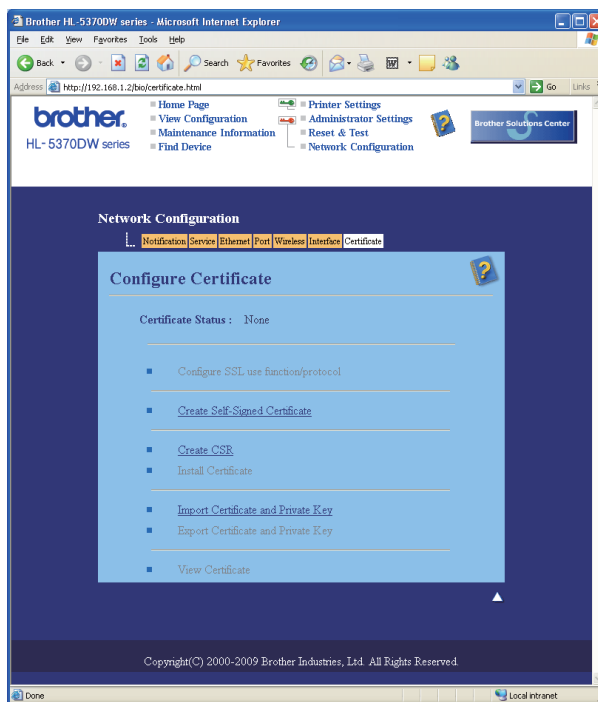 Brother HL-5370DW series - Microsoft Internet Explorer
File Edit View Favorites Tools Help
Back Search Favorites
Address http://192.168.1.2/bio/certificate.html Go Links
brother.
HL-5370DW series
Home Page
View Configuration
Maintenance Information
Find Device
Printer Settings
Administrator Settings
Reset & Test
Network Configuration
Brother Solutions Center
Network Configuration
Notification Service Ethernet Port Wireless Interface Certificate
Configure Certificate
Certificate Status : None
Configure SSL use function/protocol
Create Self-Signed Certificate
Create CSR
Install Certificate
Import Certificate and Private Key
Export Certificate and Private Key
View Certificate
Copyright(C) 2000-2009 Brother Industries, Ltd. All Rights Reserved.
Done Local intranet